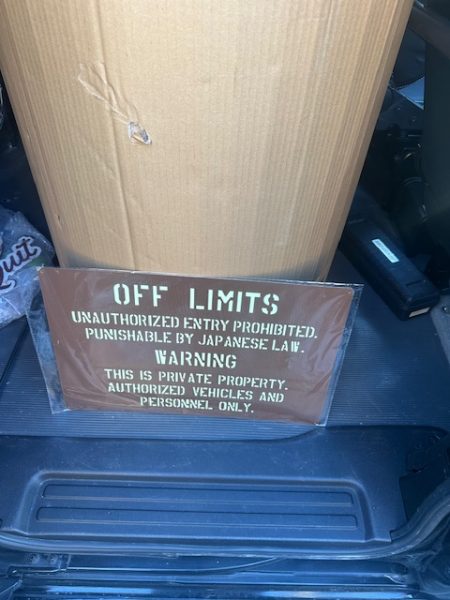 OFF LIMITS
UNAUTHORIZED ENTRY PROHIBITED.
PUNISHABLE BY JAPANESE LAW.
WARNING
THIS IS PRIVATE PROPERTY.
AUTHORIZED VEHICLES AND
PERSONNEL ONLY.